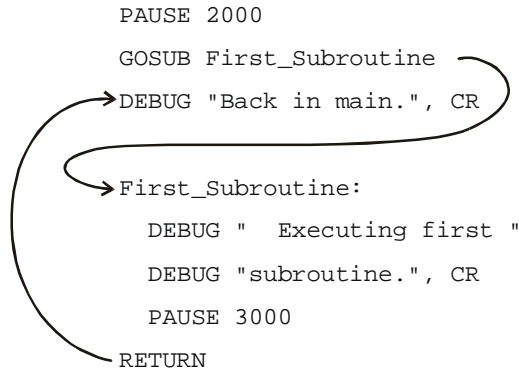 PAUSE 2000
GOSUB First_Subroutine
DEBUG "Back in main.", CR
First_Subroutine:
DEBUG "  Executing first "
DEBUG "subroutine.", CR
PAUSE 3000
RETURN